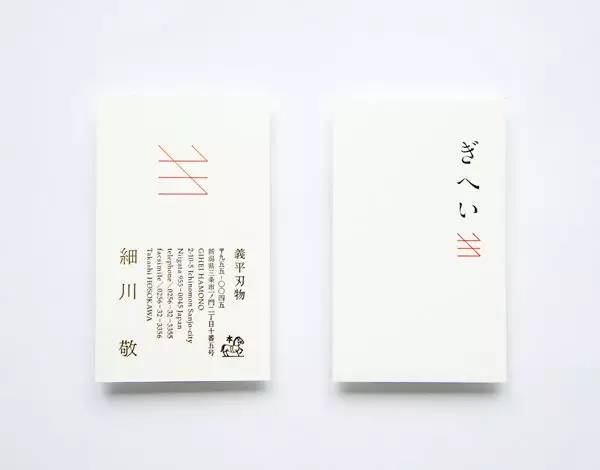 義平刃物
〒九五五-〇〇四五
新潟県三条市一ノ門二丁目十番五号
GIHEI HAMONO
2-10-5 Ichinomon Sanjo-city
Niigata 955-0045 Japan
telephone/0256-32-3355
facsimile/0256-32-3356
Takashi HOSOKAWA
細川 敬
ぎへい